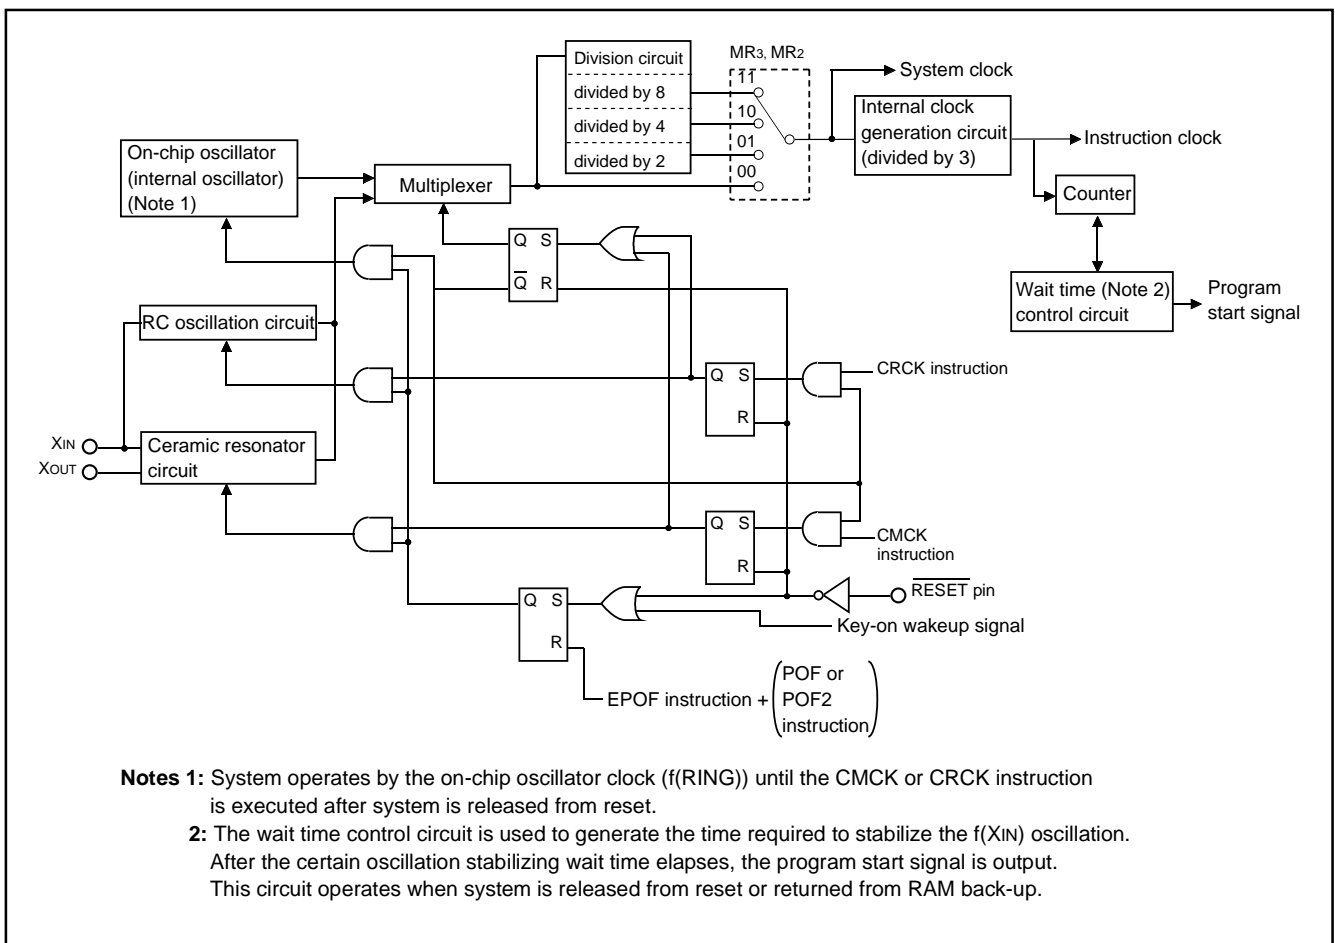 Division circuit
divided by 8
divided by 4
divided by 2
MR3, MR2
11
10
01
00
System clock
Internal clock
generation circuit
(divided by 3)
Instruction clock
Counter
Wait time (Note 2)
control circuit
Program
start signal
On-chip oscillator
(internal oscillator)
(Note 1)
Multiplexer
Q S
Q R
RC oscillation circuit
Q S
R
CRCK instruction
XIN
XOUT
Ceramic resonator
circuit
Q S
R
CMCK
instruction
RESET pin
Q S
R
Key-on wakeup signal
EPOF instruction + (POF or
POF2
instruction)
Notes 1: System operates by the on-chip oscillator clock (f(RING)) until the CMCK or CRCK instruction
is executed after system is released from reset.
2: The wait time control circuit is used to generate the time required to stabilize the f(XIN) oscillation.
After the certain oscillation stabilizing wait time elapses, the program start signal is output.
This circuit operates when system is released from reset or returned from RAM back-up.